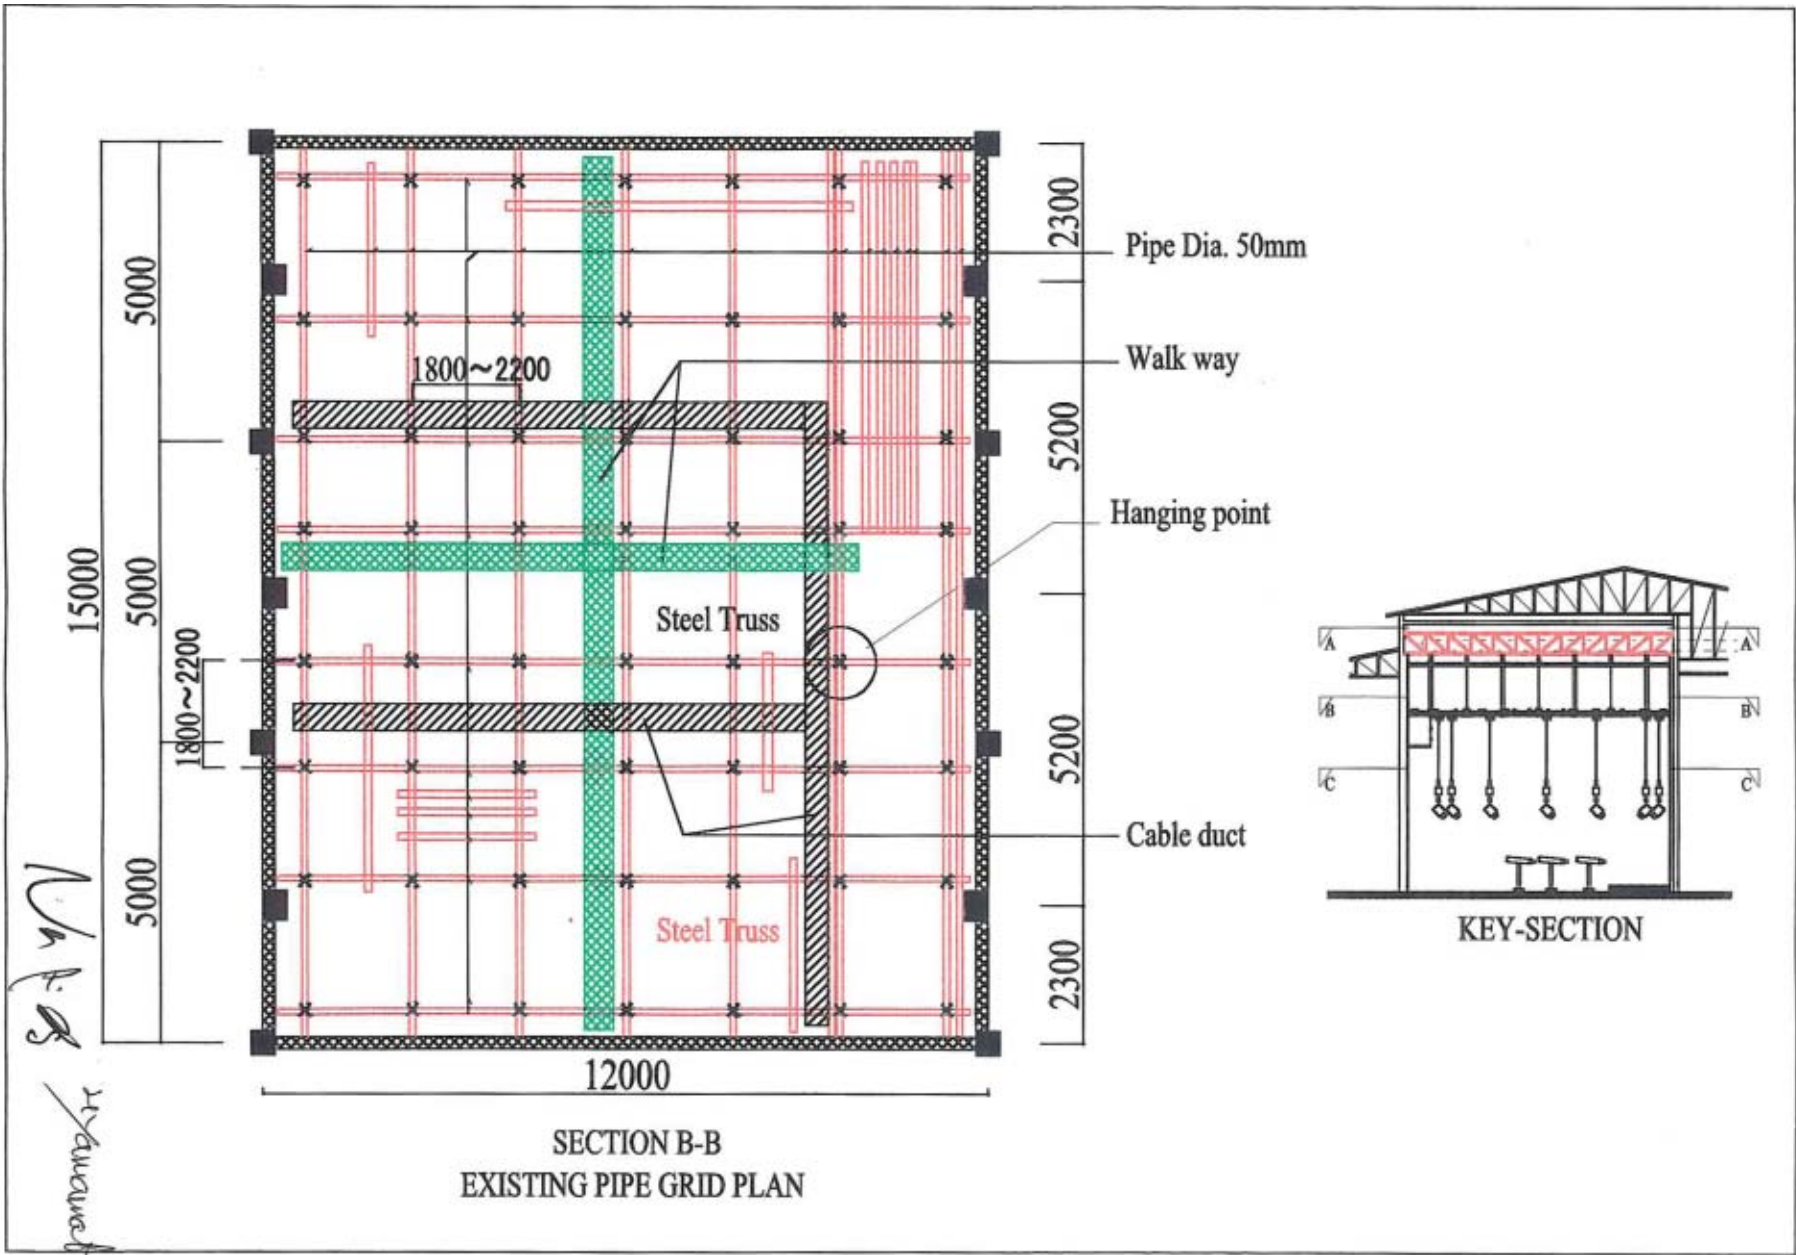 2300
Pipe Dia. 50mm
5000
1800～2200
Walk way
5200
Hanging point
15000
5000
Steel Truss
1800～2200
A
A
B
B
5200
C
C
Cable duct
5000
Steel Truss
KEY-SECTION
2300
12000
SECTION B-B
EXISTING PIPE GRID PLAN